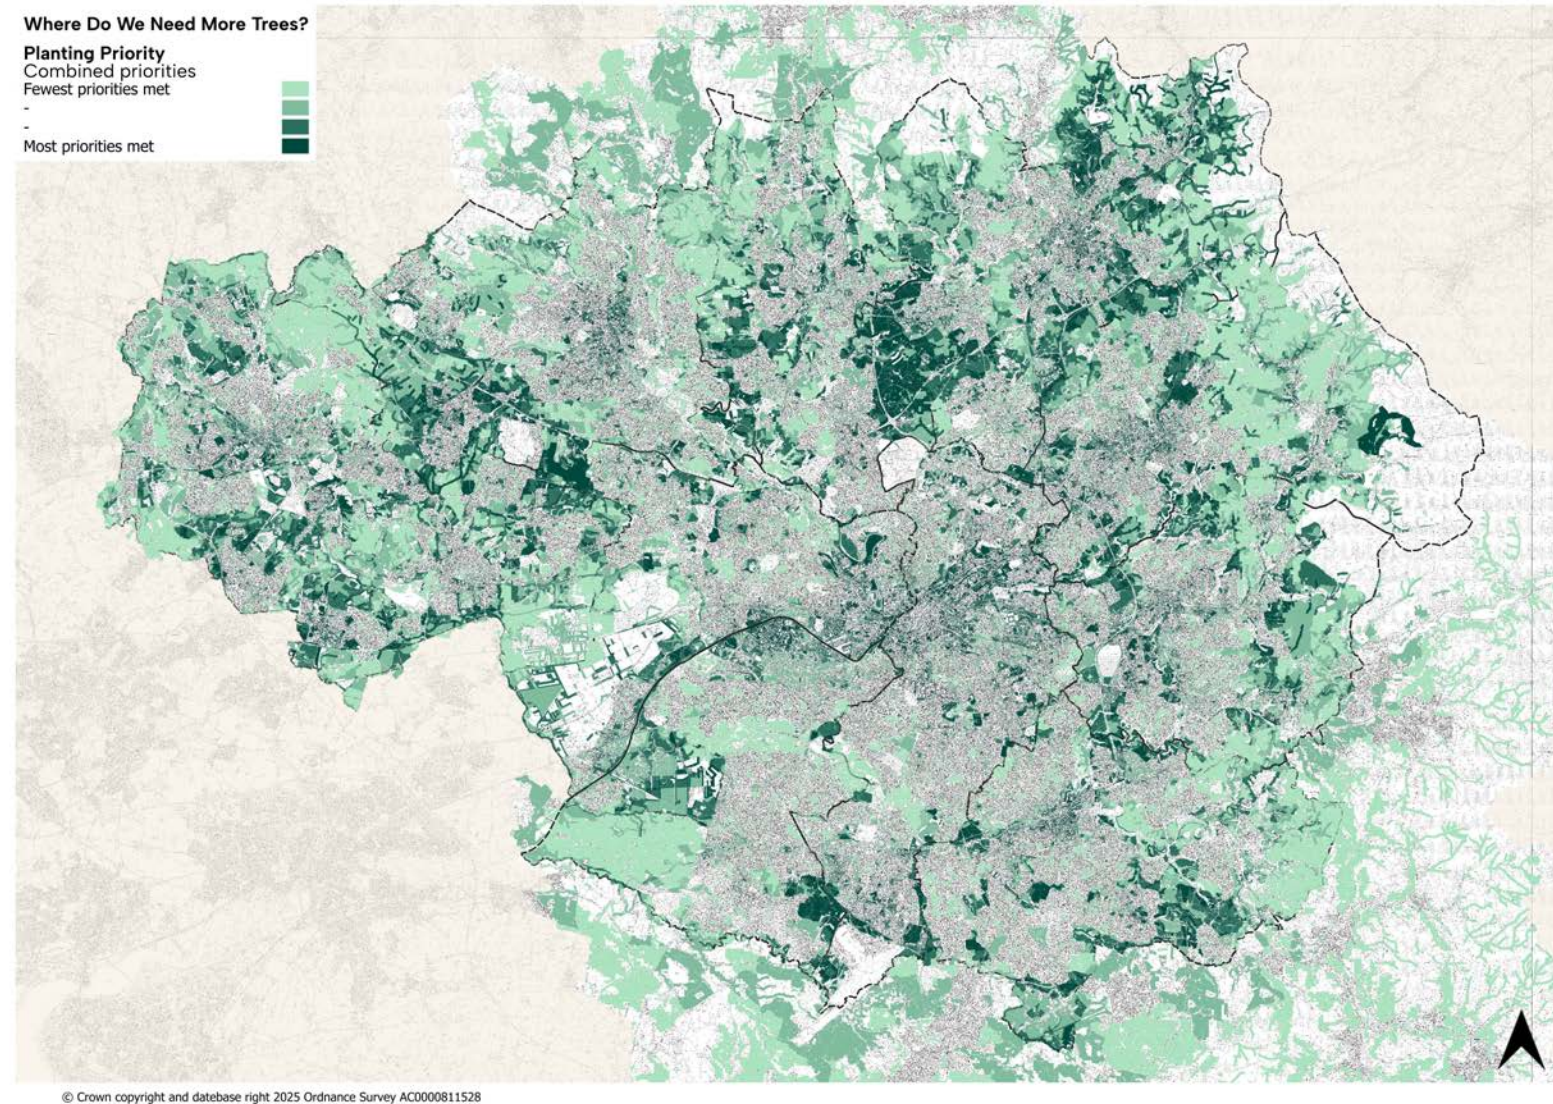 Where Do We Need More Trees?
Planting Priority
Combined priorities
Fewest priorities met
-
-
Most priorities met
© Crown copyright and datebase right 2025 Ordnance Survey AC0000811528